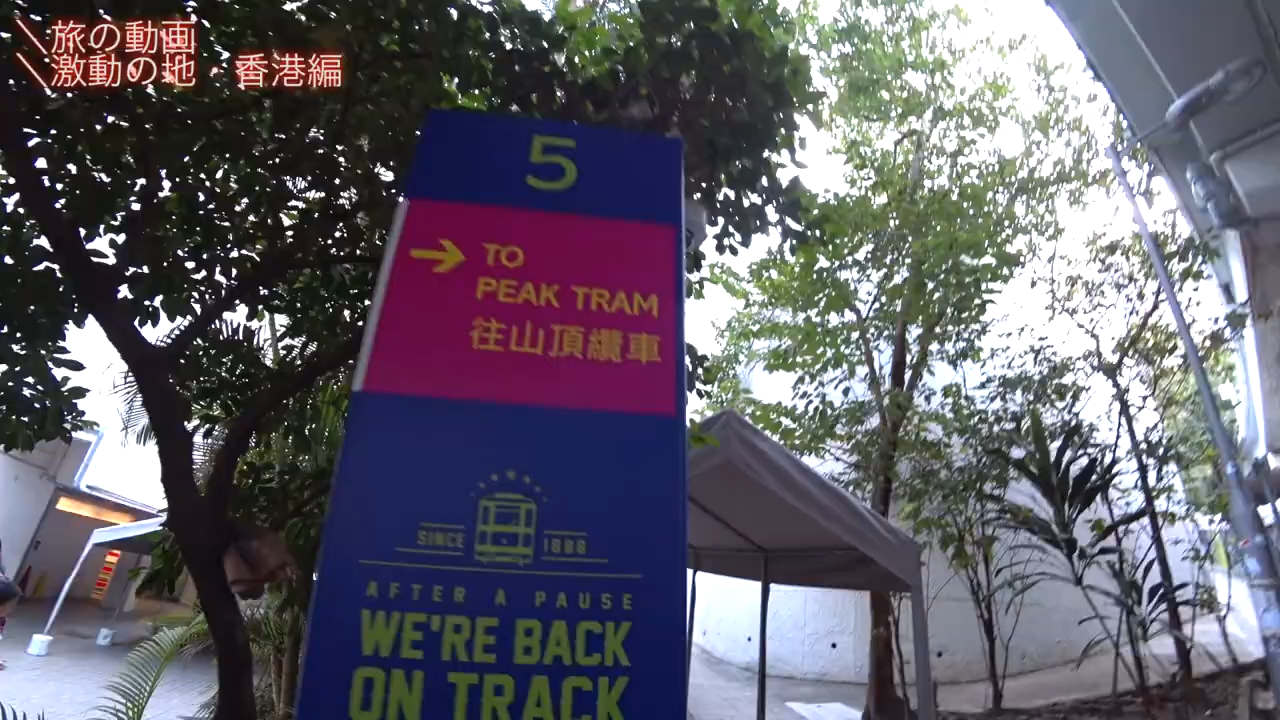 \旅の動画
\激動の地・香港編
5
→ TO
PEAK TRAM
往山頂纜車
SINCE 1888
AFTER A PAUSE
WE'RE BACK
ON TRACK